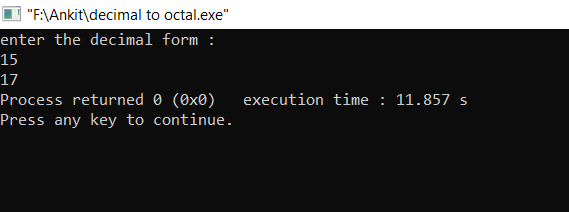 "F:\Ankit\decimal to octal.exe"
enter the decimal form :
15
17
Process returned 0 (0x0)   execution time : 11.857 s
Press any key to continue.